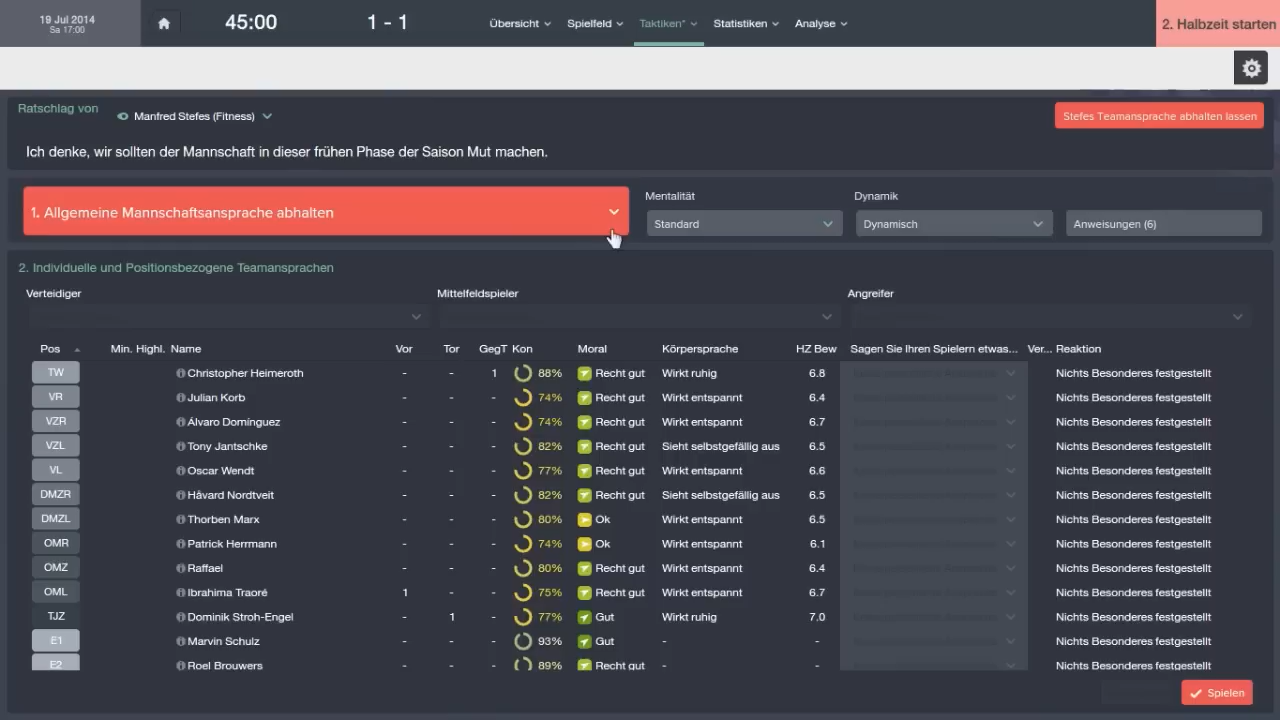 19 Jul 2014
Sa 17:00
45:00
1 - 1
Übersicht
Spielfeld
Taktiken*
Statistiken
Analyse
2. Halbzeit starten
Ratschlag von
Manfred Stefes (Fitness)
Stefes Teamansprache abhalten lassen
Ich denke, wir sollten der Mannschaft in dieser frühen Phase der Saison Mut machen.
1. Allgemeine Mannschaftsansprache abhalten
Mentalität
Dynamik
Standard
Dynamisch
Anweisungen (6)
2. Individuelle und Positionsbezogene Teamansprachen
Verteidiger
Mittelfeldspieler
Angreifer
Pos Min. Highl. Name Vor Tor GegT Kon Moral Körpersprache HZ Bew Sagen Sie Ihren Spielern etwas... Ver... Reaktion
TW Christopher Heimeroth - - 1 88% Recht gut Wirkt ruhig 6.8 Nichts Besonderes festgestellt
VR Julian Korb - - - 74% Recht gut Wirkt entspannt 6.4 Nichts Besonderes festgestellt
VZR Álvaro Domínguez - - - 74% Recht gut Wirkt entspannt 6.7 Nichts Besonderes festgestellt
VZL Tony Jantschke - - - 82% Recht gut Sieht selbstgefällig aus 6.5 Nichts Besonderes festgestellt
VL Oscar Wendt - - - 77% Recht gut Wirkt entspannt 6.6 Nichts Besonderes festgestellt
DMZR Håvard Nordtveit - - - 82% Recht gut Sieht selbstgefällig aus 6.5 Nichts Besonderes festgestellt
DMZL Thorben Marx - - - 80% Ok Wirkt entspannt 6.5 Nichts Besonderes festgestellt
OMR Patrick Herrmann - - - 74% Ok Wirkt entspannt 6.1 Nichts Besonderes festgestellt
OMZ Raffael - - - 80% Recht gut Wirkt entspannt 6.4 Nichts Besonderes festgestellt
OML Ibrahima Traoré 1 - - 75% Recht gut Wirkt entspannt 6.7 Nichts Besonderes festgestellt
TJZ Dominik Stroh-Engel - 1 - 77% Gut Wirkt ruhig 7.0 Nichts Besonderes festgestellt
E1 Marvin Schulz - - - 93% Gut - - Nichts Besonderes festgestellt
E2 Roel Brouwers - - - 89% Recht gut - - Nichts Besonderes festgestellt
Spielen